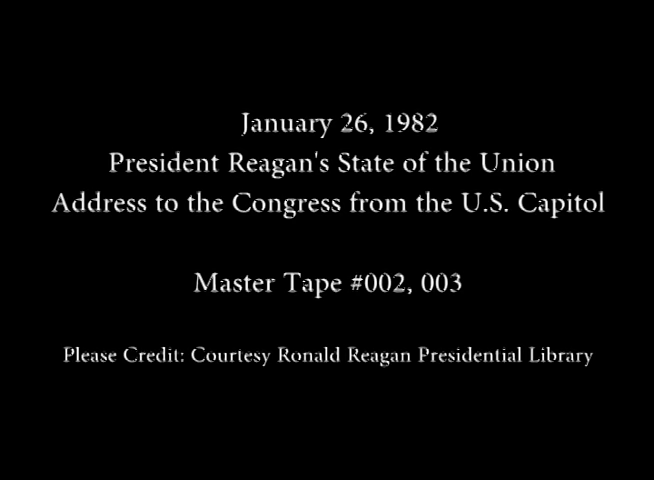 January 26, 1982
President Reagan's State of the Union
Address to the Congress from the U.S. Capitol
Master Tape #002, 003
Please Credit: Courtesy Ronald Reagan Presidential Library